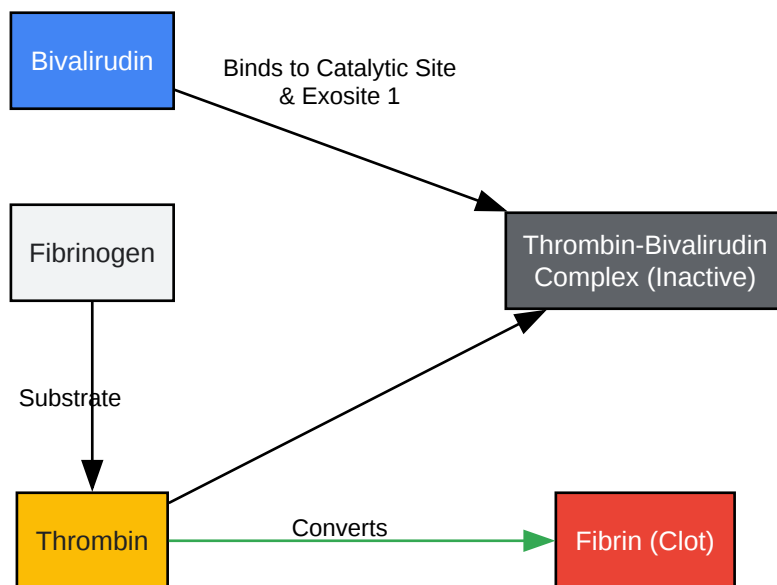 Bivalirudin
Binds to Catalytic Site
& Exosite 1
Fibrinogen
Thrombin-Bivalirudin
Complex (Inactive)
Substrate
Thrombin
Converts
Fibrin (Clot)